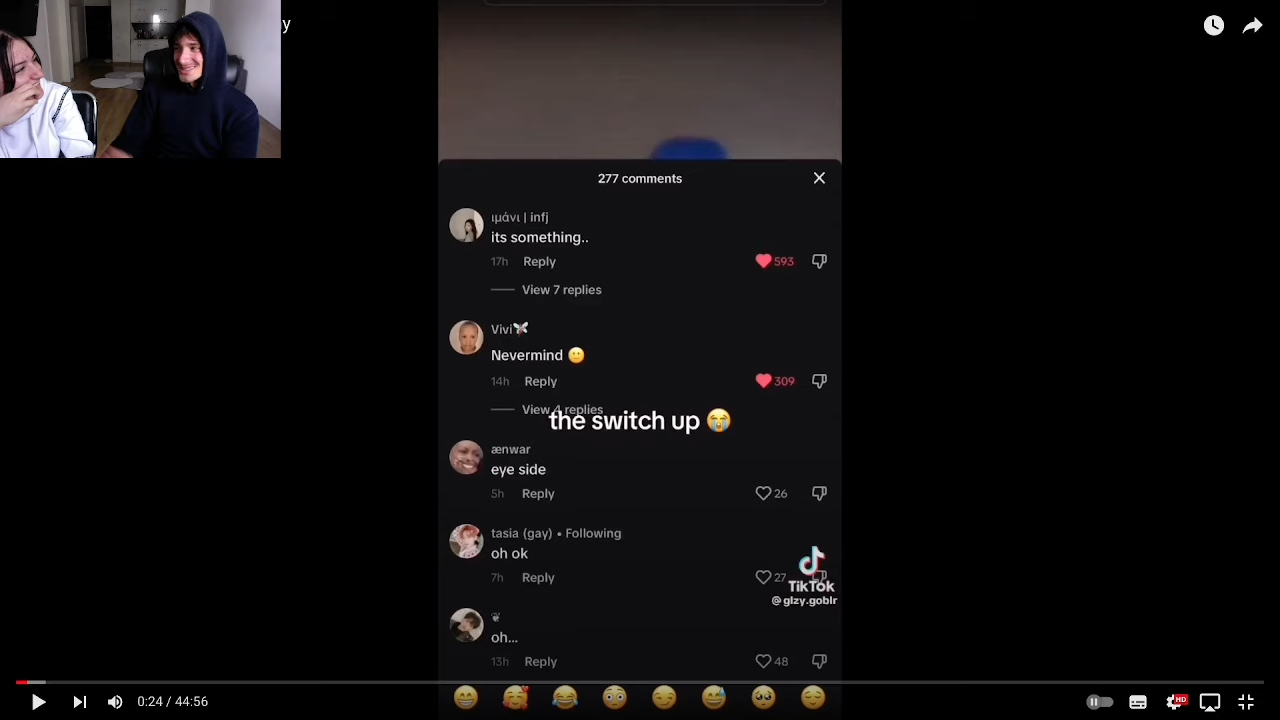 y
277 comments
ιμάνι | infj
its something..
17h Reply
593
View 7 replies
Vivi
Nevermind 🙂
14h Reply
309
View 4 replies
the switch up 😭
ænwar
eye side
5h Reply
26
tasia (gay) • Following
oh ok
7h Reply
27
TikTok
@glzy.goblr
❦
oh...
13h Reply
48
😁 🥰 😂 😳 😏 😅 🥺 😌
0:24 / 44:56
HD